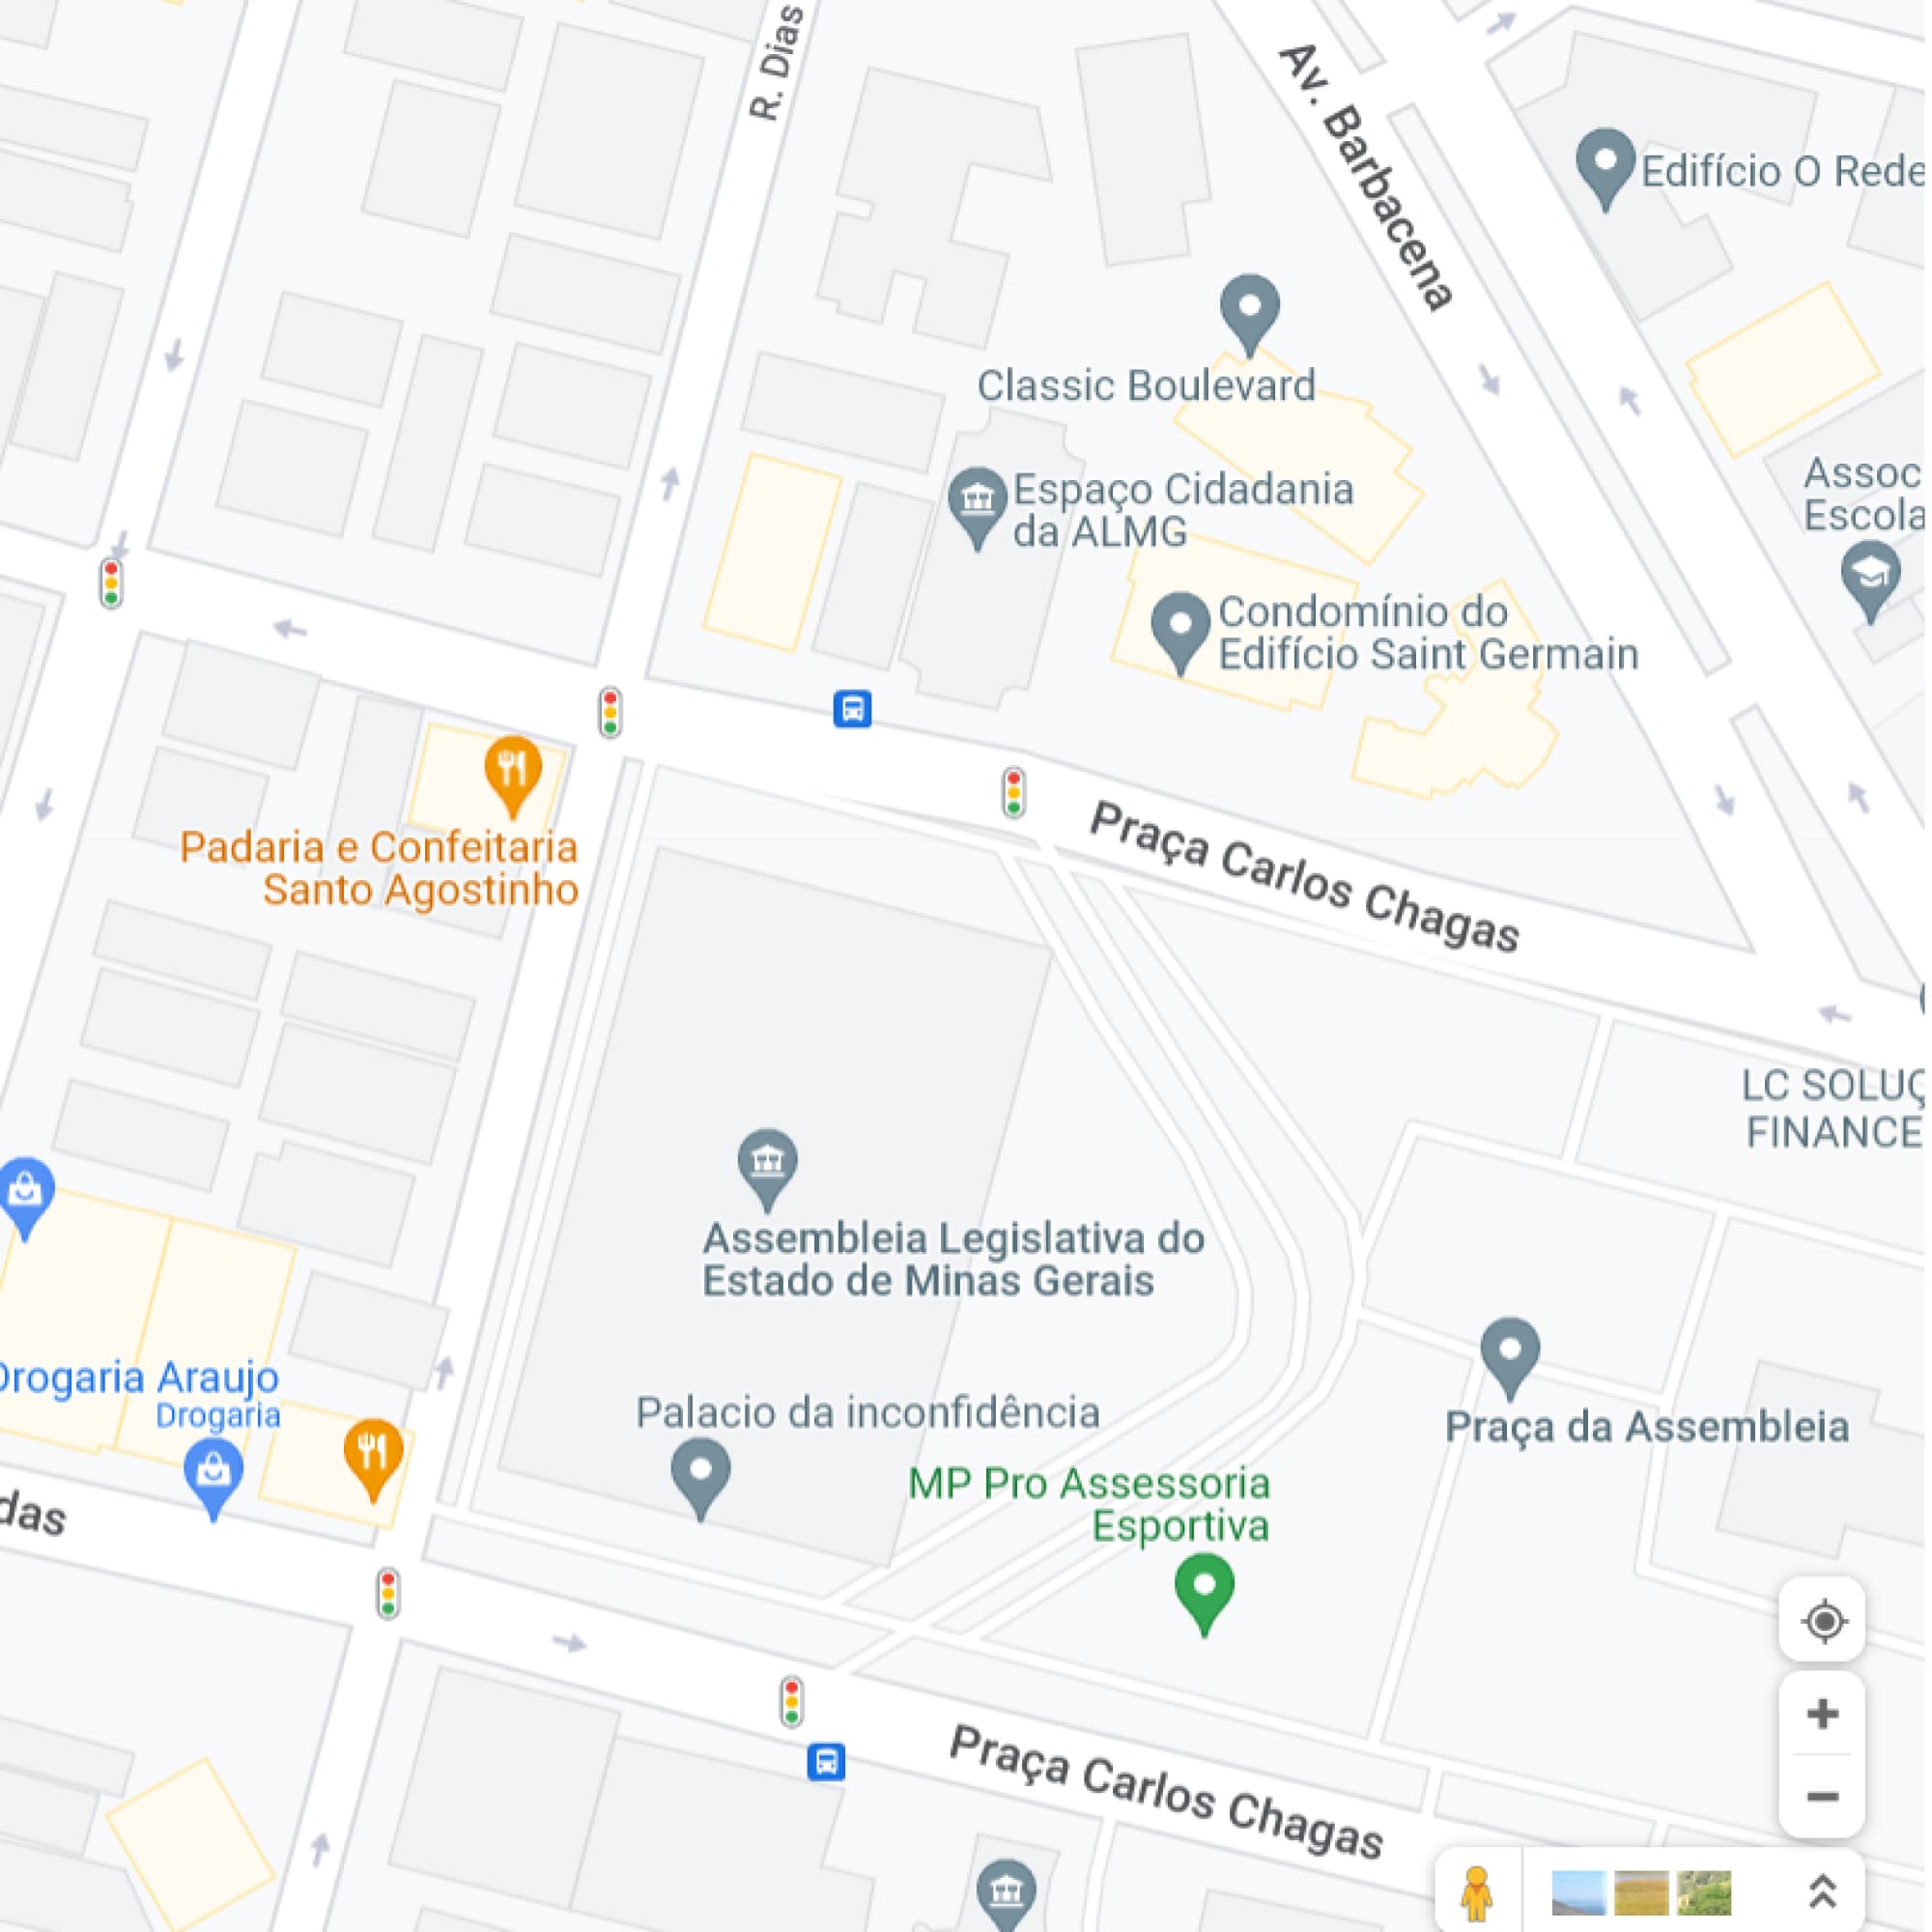 R. Dias
Av. Barbacena
Edifício O Rede
Classic Boulevard
Espaço Cidadania
da ALMG
Assoc
Escola
Condomínio do
Edifício Saint Germain
Padaria e Confeitaria
Santo Agostinho
Praça Carlos Chagas
LC SOLUÇ
FINANCE
Assembleia Legislativa do
Estado de Minas Gerais
Drogaria Araujo
Drogaria
Palacio da inconfidência
Praça da Assembleia
MP Pro Assessoria
Esportiva
das
Praça Carlos Chagas